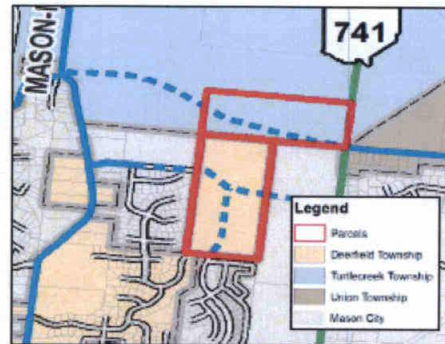 741
MASON-
Legend
Parcels
Deerfield Township
Turtlecreek Township
Union Township
Mason City